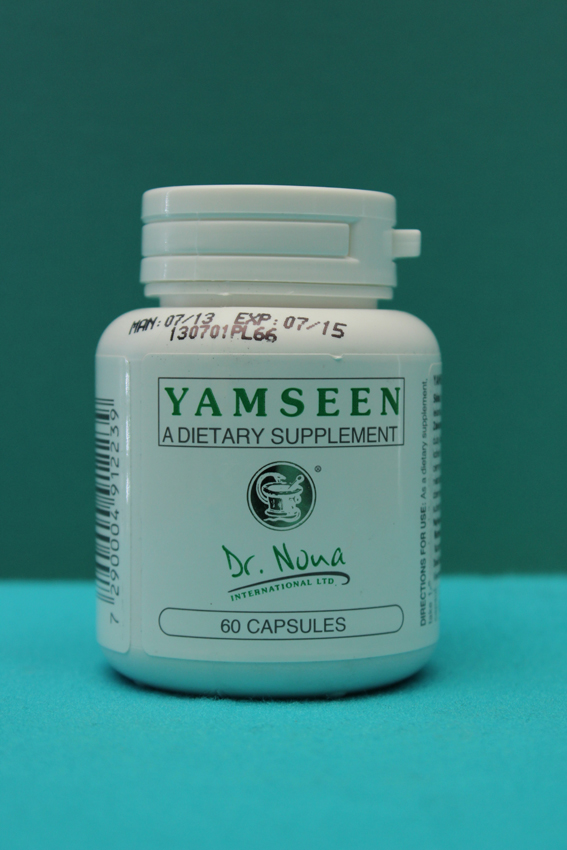 MAN: 07/13 EXP: 07/15
130701PL66
YAMSEEN
A DIETARY SUPPLEMENT
®
Dr. Nona
INTERNATIONAL LTD.
60 CAPSULES
7 290004 912239
DIRECTIONS FOR USE: As a dietary supplement,